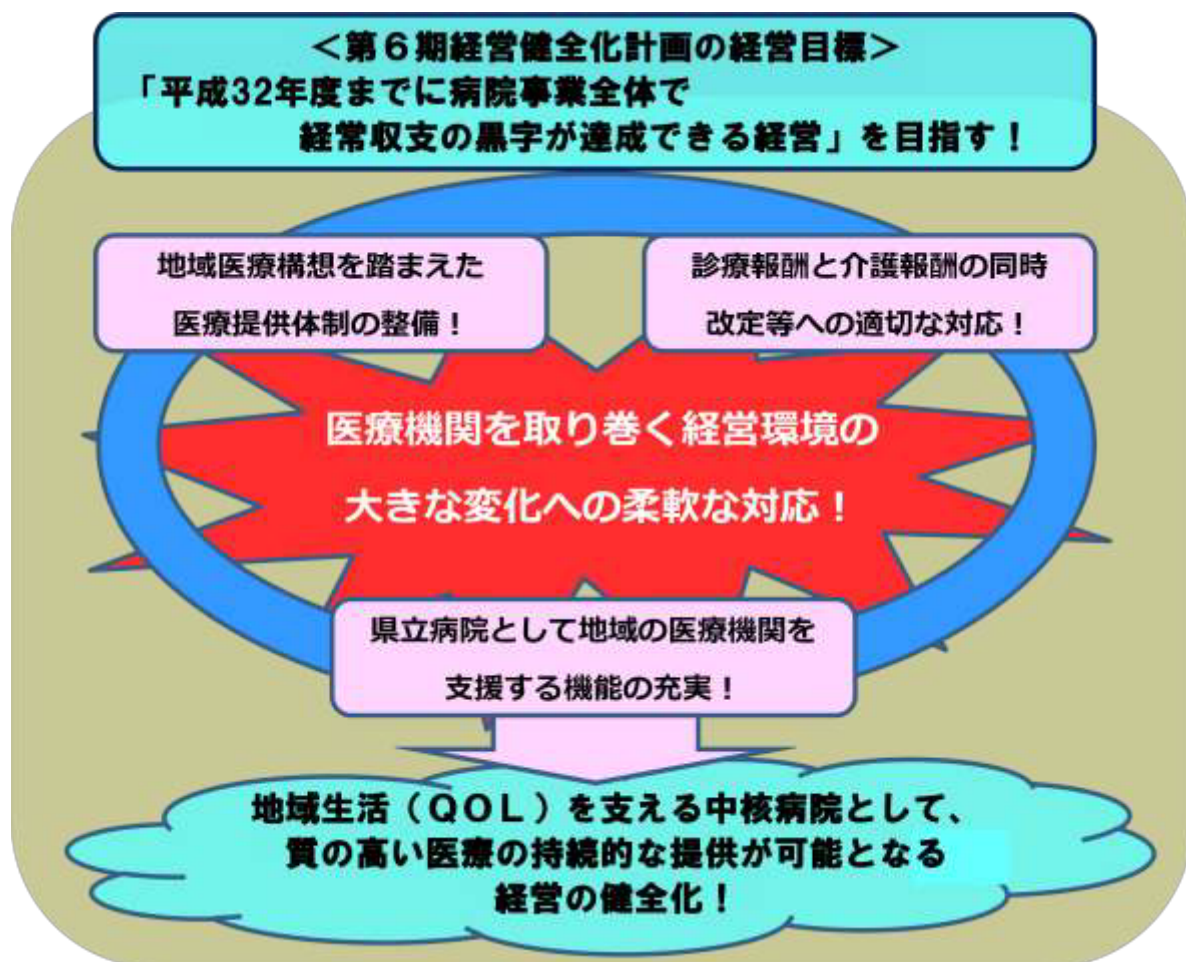 ＜第６期経営健全化計画の経営目標＞
「平成32年度までに病院事業全体で
経常収支の黒字が達成できる経営」を目指す！
地域医療構想を踏まえた
医療提供体制の整備！
診療報酬と介護報酬の同時
改定等への適切な対応！
医療機関を取り巻く経営環境の
大きな変化への柔軟な対応！
県立病院として地域の医療機関を
支援する機能の充実！
地域生活（ＱＯＬ）を支える中核病院として、
質の高い医療の持続的な提供が可能となる
経営の健全化！